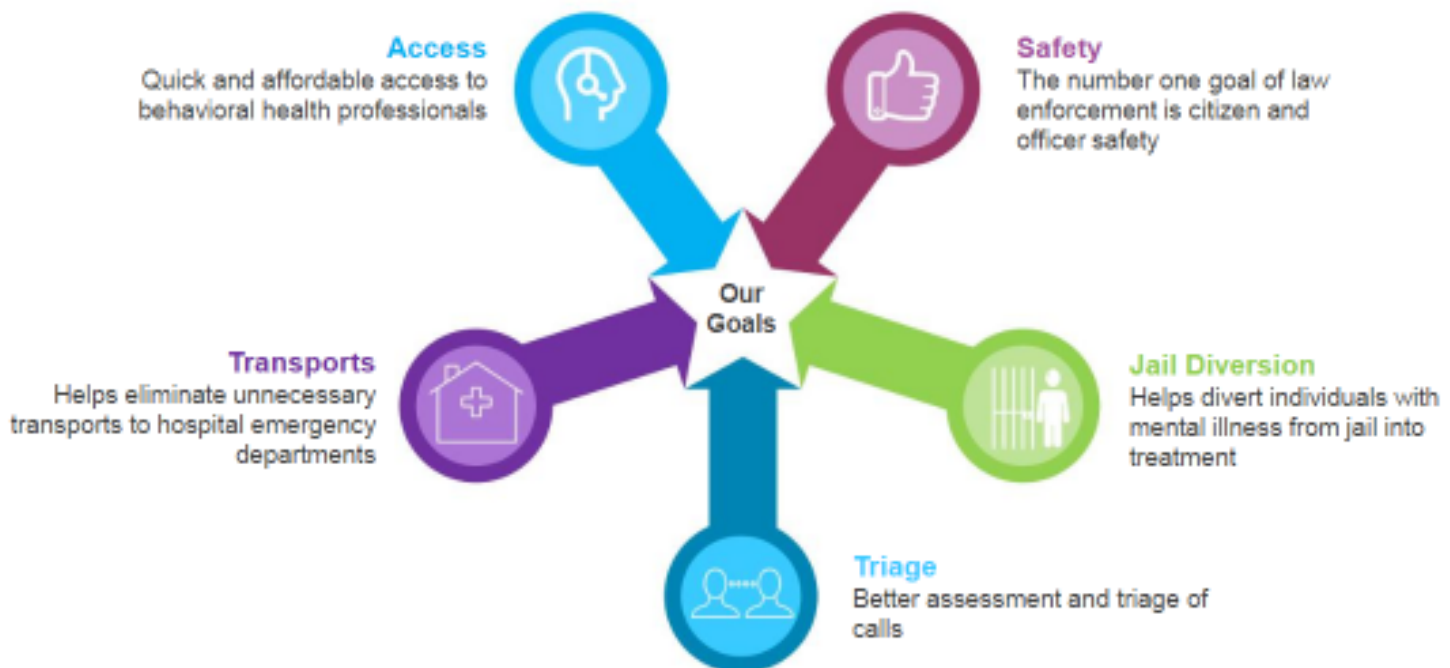 Access
Quick and affordable access to
behavioral health professionals
Safety
The number one goal of law
enforcement is citizen and
officer safety
Our
Goals
Transports
Helps eliminate unnecessary
transports to hospital emergency
departments
Jail Diversion
Helps divert individuals with
mental illness from jail into
treatment
Triage
Better assessment and triage of
calls